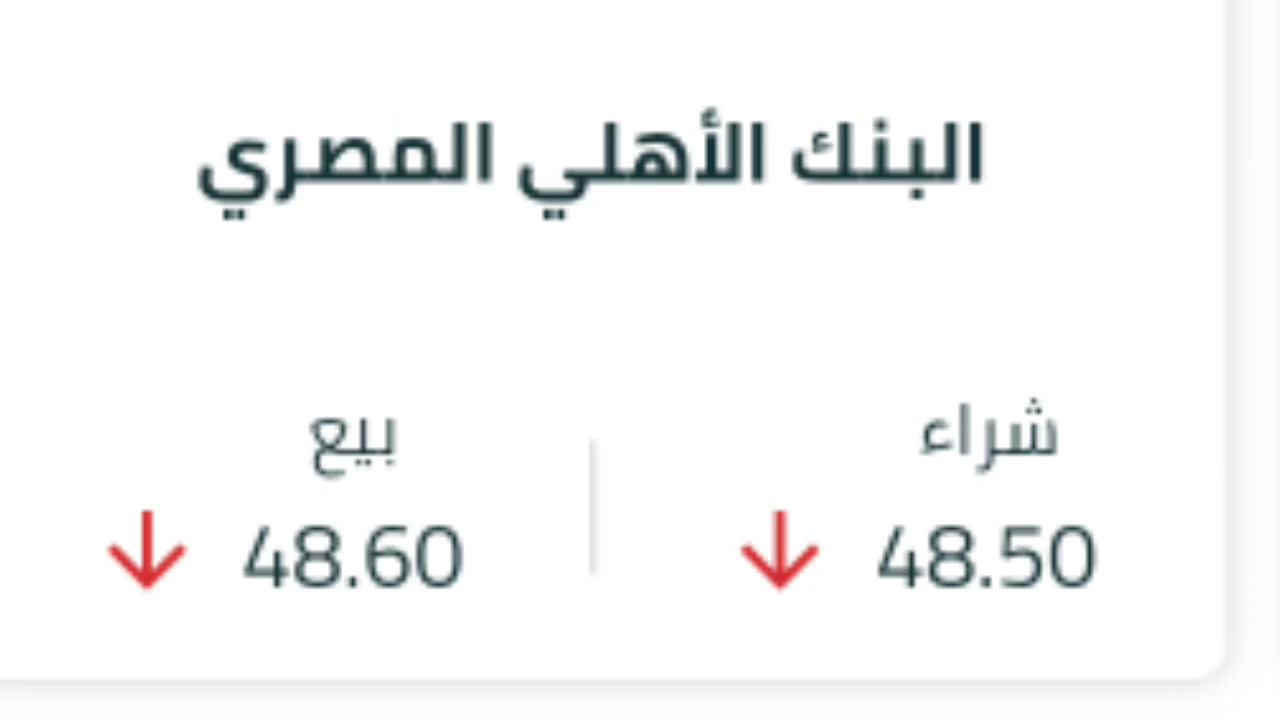 البنك الأهلي المصري
شراء
48.50
بيع
48.60